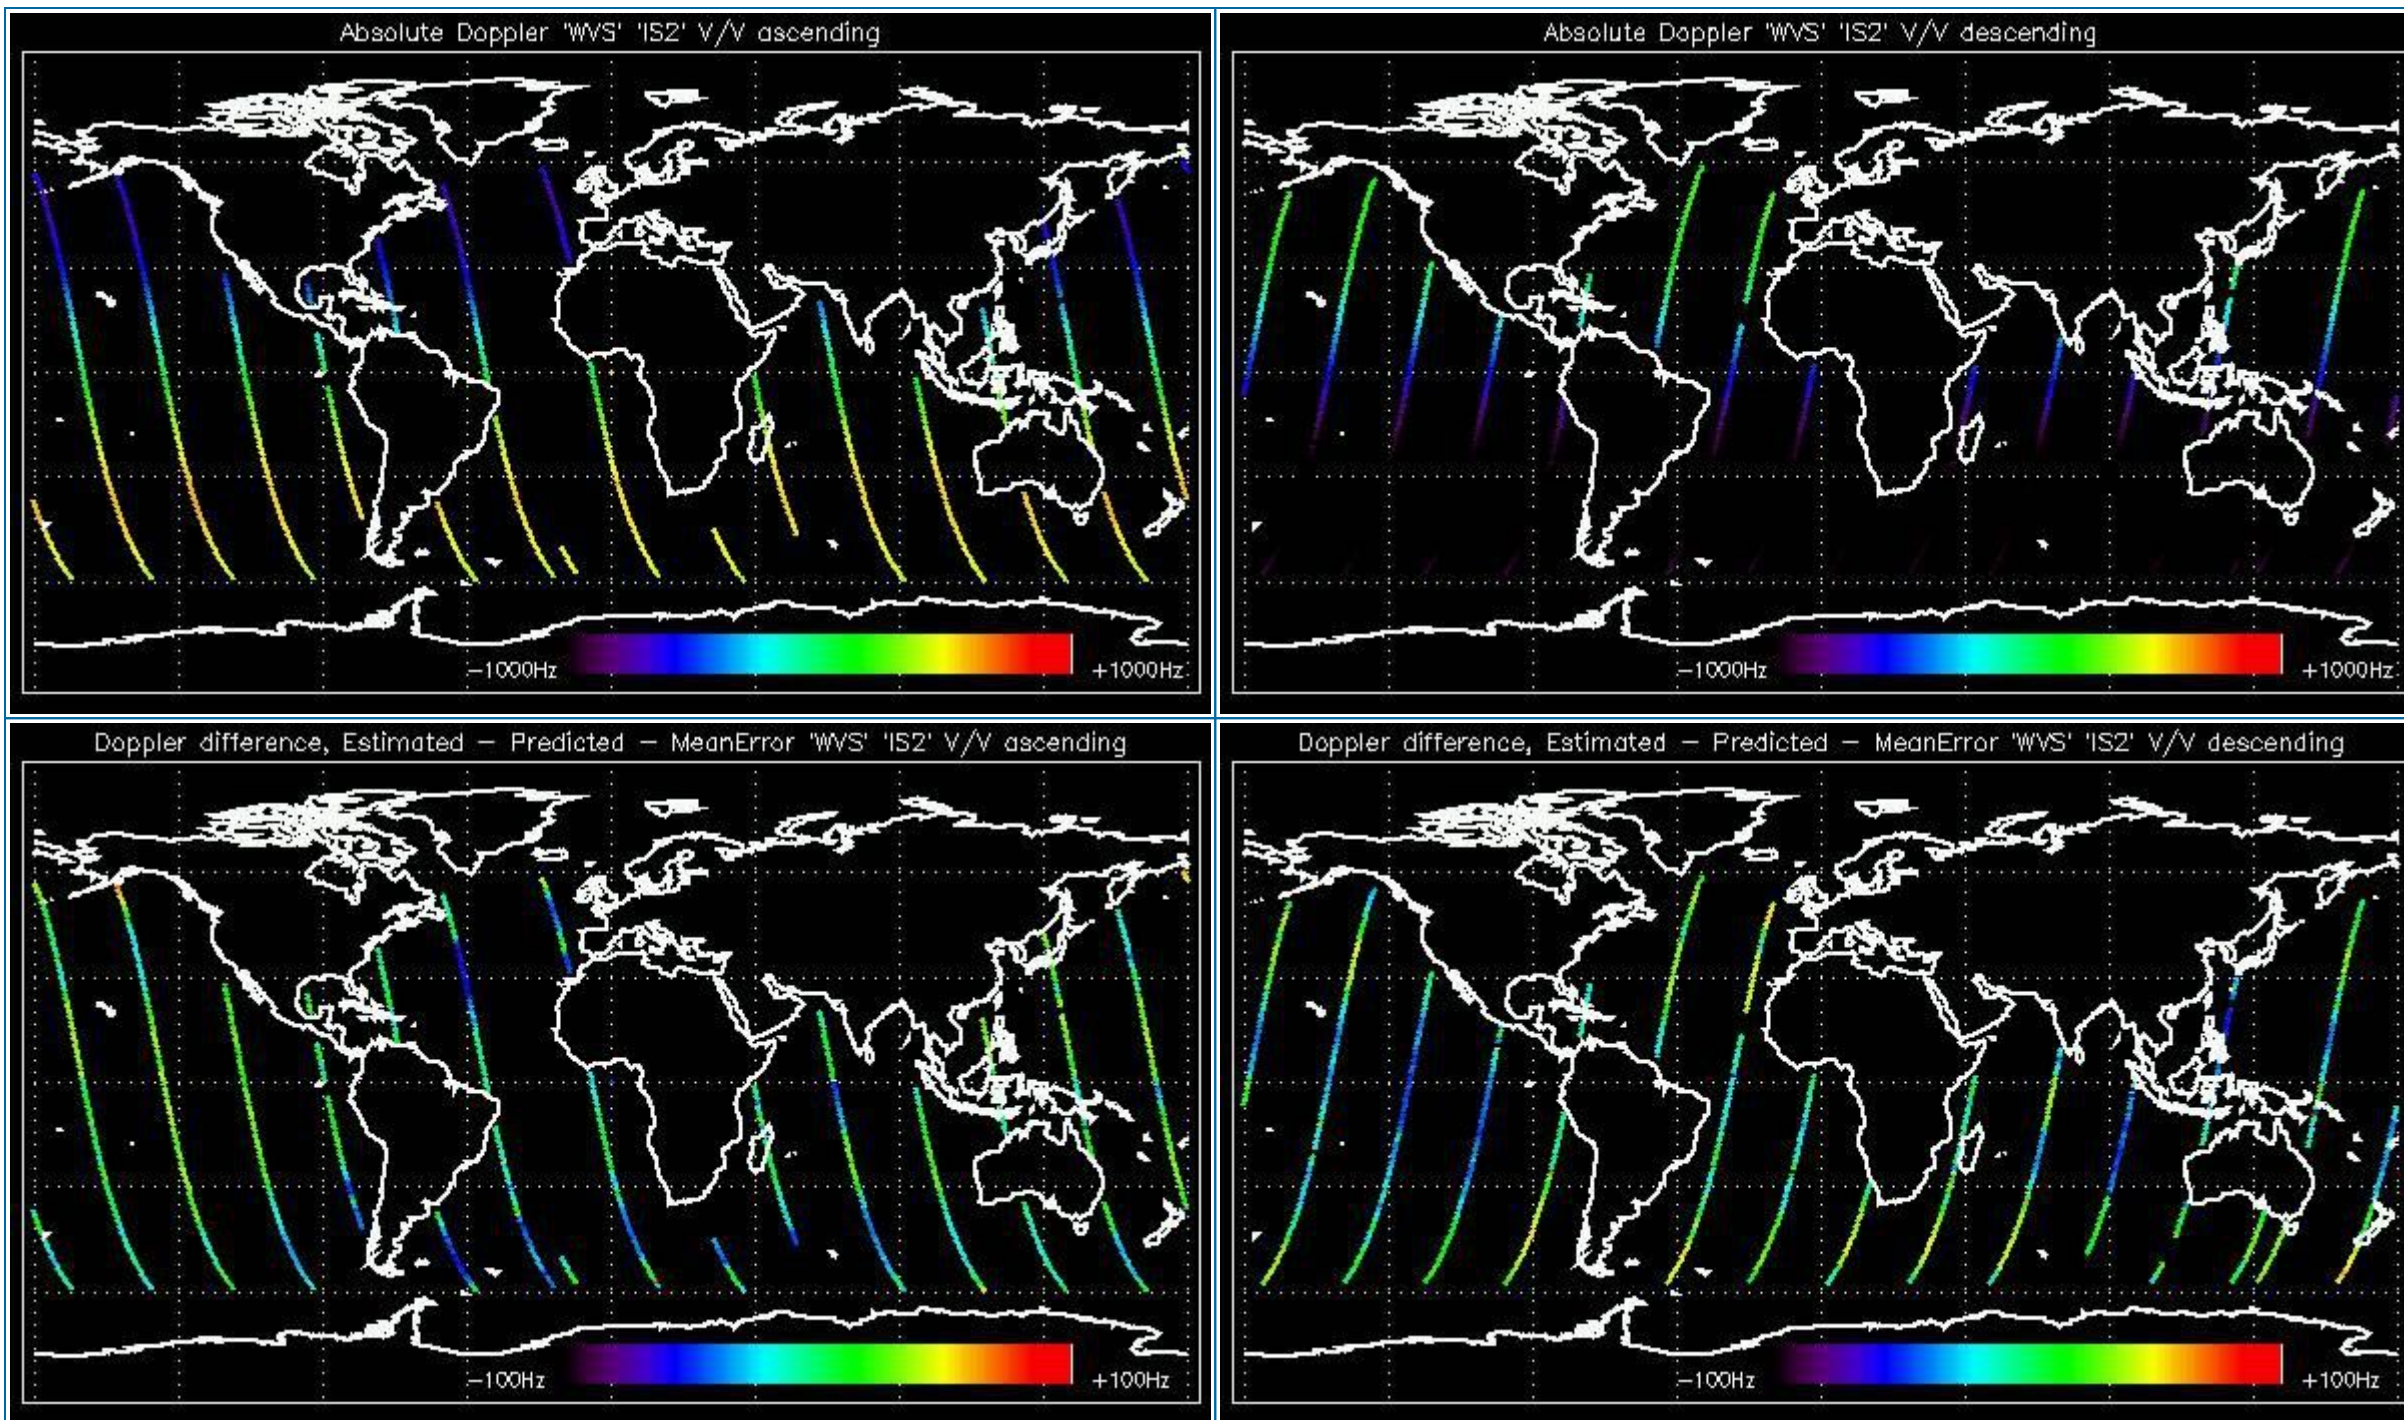 Absolute Doppler 'WVS' 'IS2' V/V ascending
-1000Hz
+1000Hz
Absolute Doppler 'WVS' 'IS2' V/V descending
-1000Hz
+1000Hz
Doppler difference, Estimated - Predicted - MeanError 'WVS' 'IS2' V/V ascending
-100Hz
+100Hz
Doppler difference, Estimated - Predicted - MeanError 'WVS' 'IS2' V/V descending
-100Hz
+100Hz